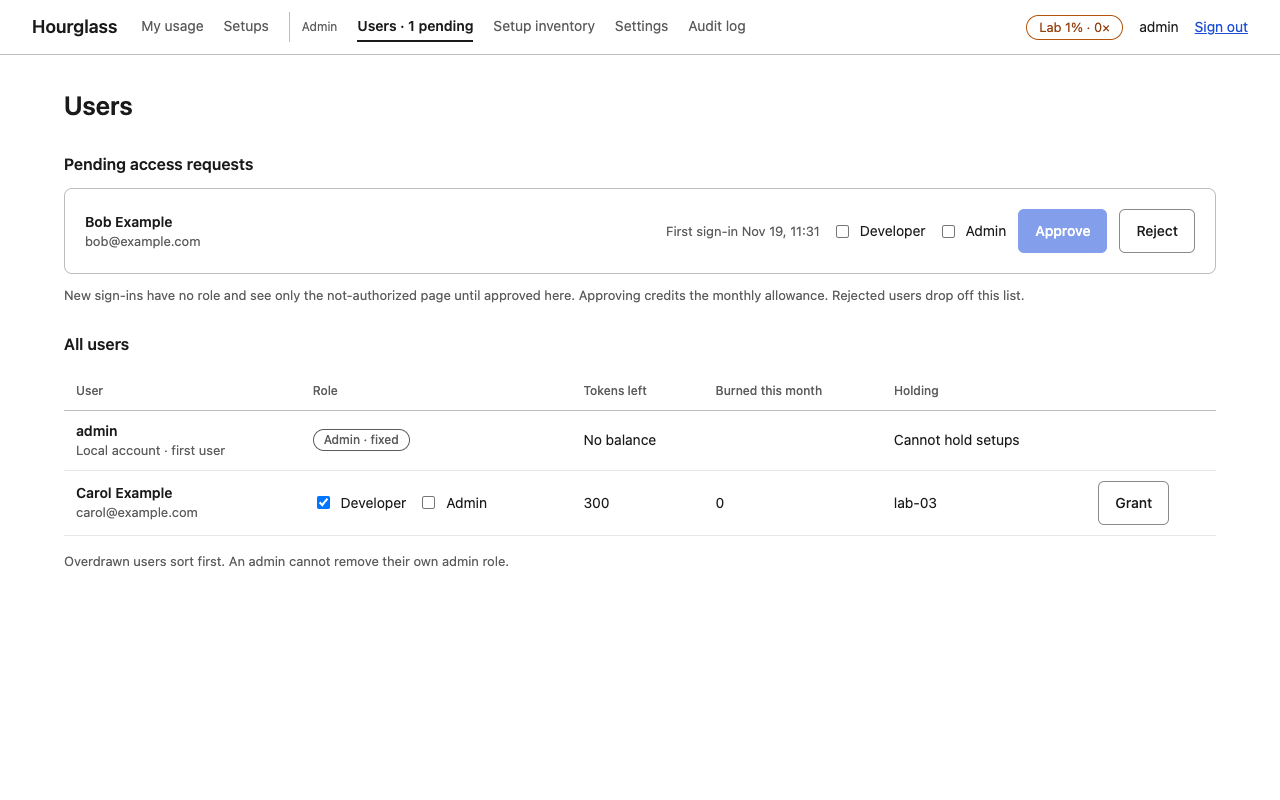 Hourglass My usage Setups Admin Users · 1 pending Setup inventory Settings Audit log Lab 1% · 0× admin Sign out
Users
Pending access requests
Bob Example
bob@example.com
First sign-in Nov 19, 11:31 Developer Admin Approve Reject
New sign-ins have no role and see only the not-authorized page until approved here. Approving credits the monthly allowance. Rejected users drop off this list.
All users
User Role Tokens left Burned this month Holding
admin
Local account · first user
Admin · fixed No balance Cannot hold setups
Carol Example
carol@example.com
Developer Admin 300 0 lab-03 Grant
Overdrawn users sort first. An admin cannot remove their own admin role.